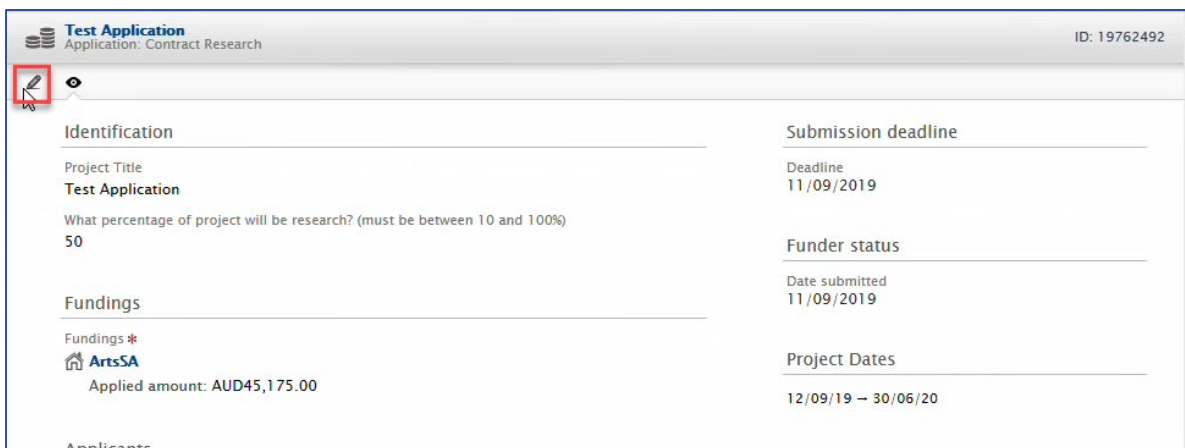 Test Application
Application: Contract Research
ID: 19762492
Identification
Project Title
Test Application
What percentage of project will be research? (must be between 10 and 100%)
50
Fundings
Fundings *
ArtsSA
Applied amount: AUD45,175.00
Applicants
Submission deadline
Deadline
11/09/2019
Funder status
Date submitted
11/09/2019
Project Dates
12/09/19 → 30/06/20